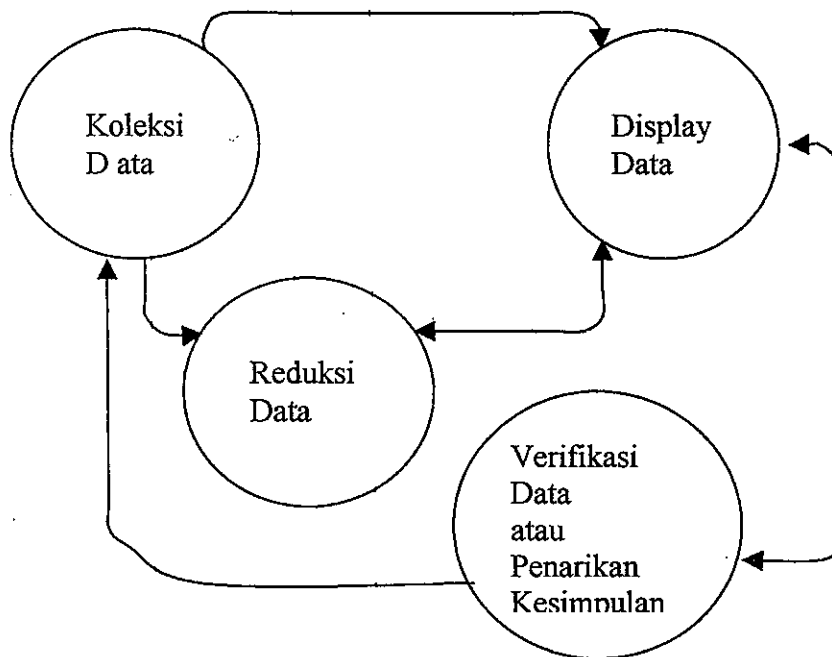 Koleksi
D ata
Display
Data
Reduksi
Data
Verifikasi
Data
atau
Penarikan
Kesimpulan